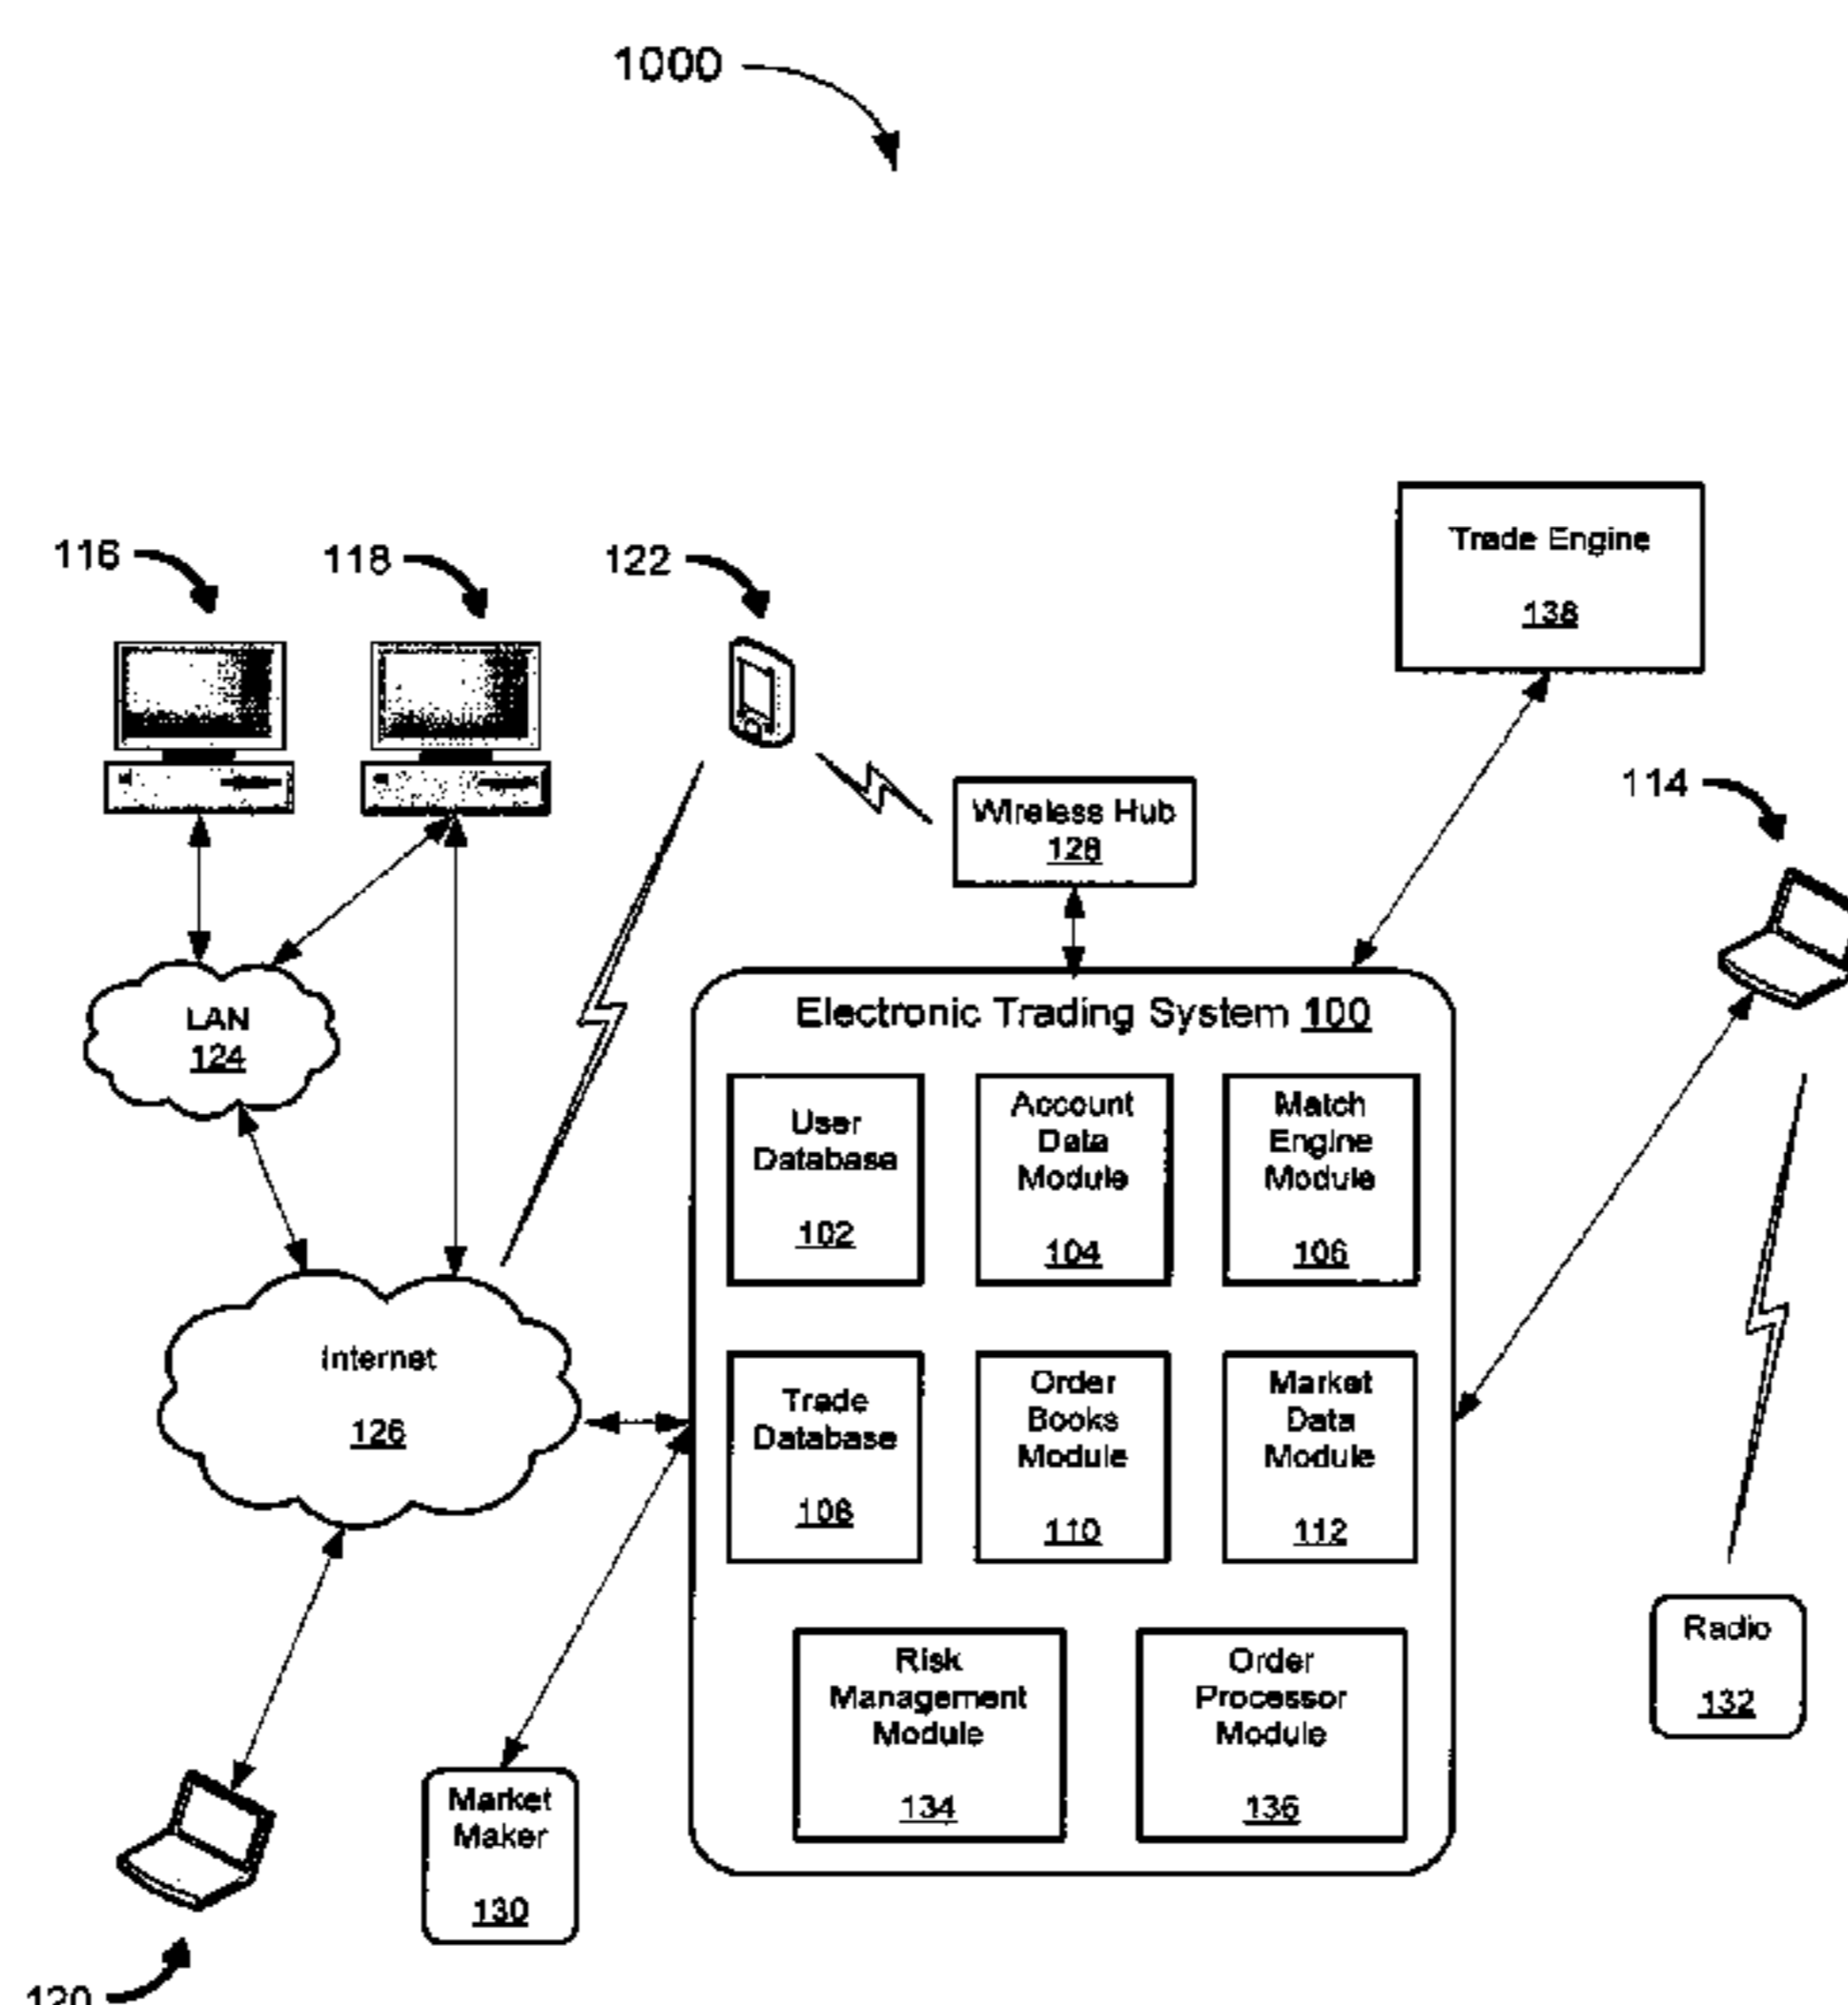 1000
Trade Engine
138
116
118
122
114
Wireless Hub
128
LAN
124
Electronic Trading System 100
User
Database
102
Account
Data
Module
104
Match
Engine
Module
106
Internet
126
Trade
Database
108
Order
Books
Module
110
Market
Data
Module
112
Risk
Management
Module
134
Order
Processor
Module
136
Radio
132
Market
Maker
130
120